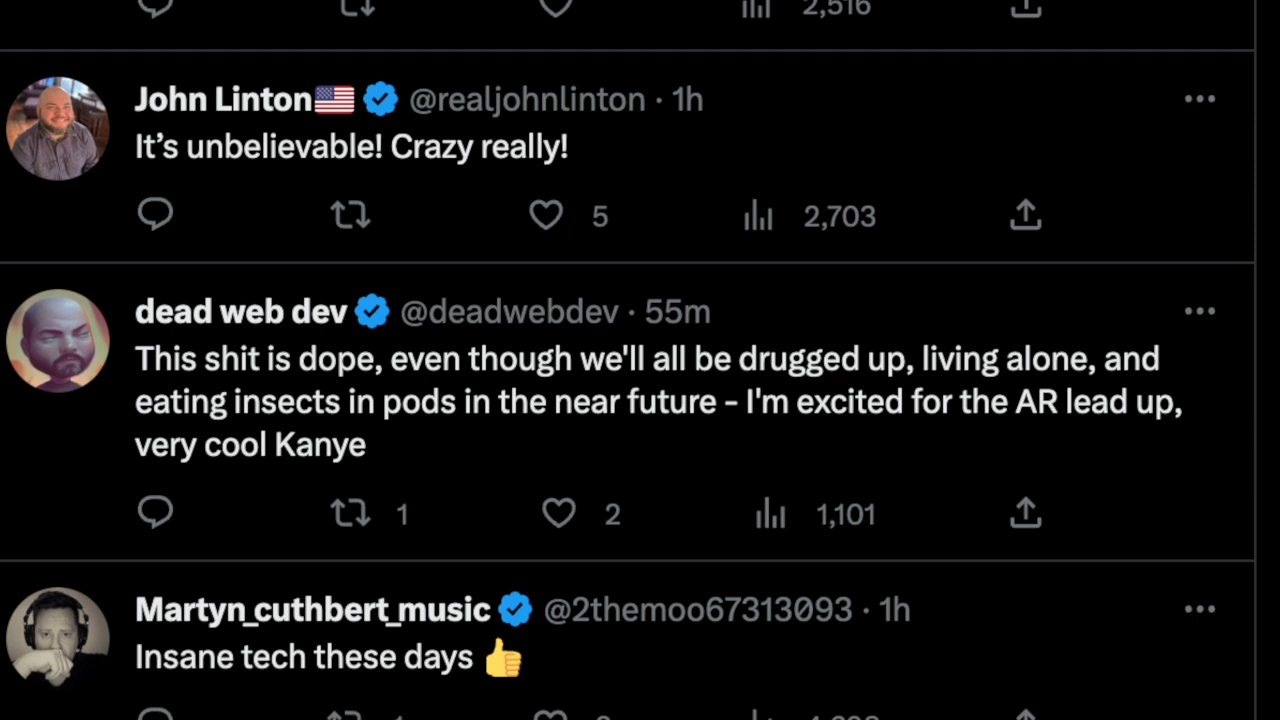 2,516
John Linton🇺🇸 @realjohnlinton · 1h
It’s unbelievable! Crazy really!
5 2,703
dead web dev @deadwebdev · 55m
This shit is dope, even though we'll all be drugged up, living alone, and
eating insects in pods in the near future - I'm excited for the AR lead up,
very cool Kanye
1 2 1,101
Martyn_cuthbert_music @2themoo67313093 · 1h
Insane tech these days 👍